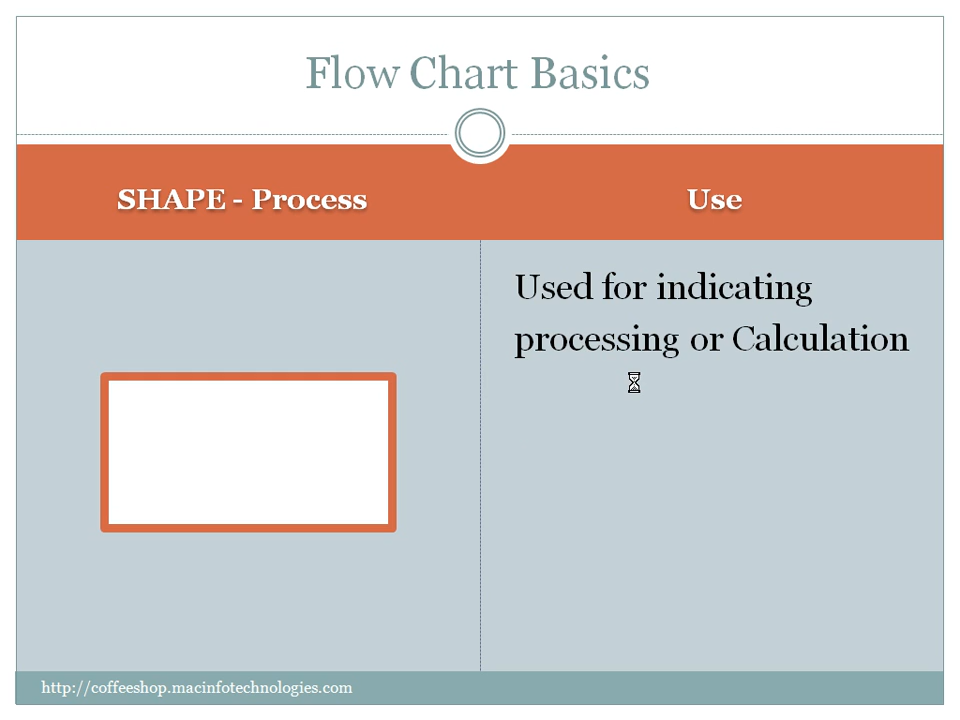 Flow Chart Basics
SHAPE - Process
Use
Used for indicating
processing or Calculation
http://coffeeshop.macinfotechnologies.com